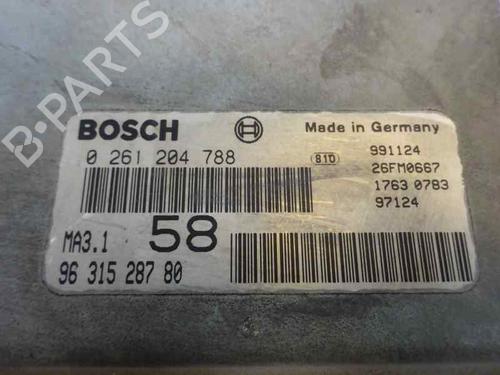 B-PARTS
BOSCH
Made in Germany
0 261 204 788
810
991124
26FM0667
1763 0783
97124
MA3.1
58
96 315 287 80